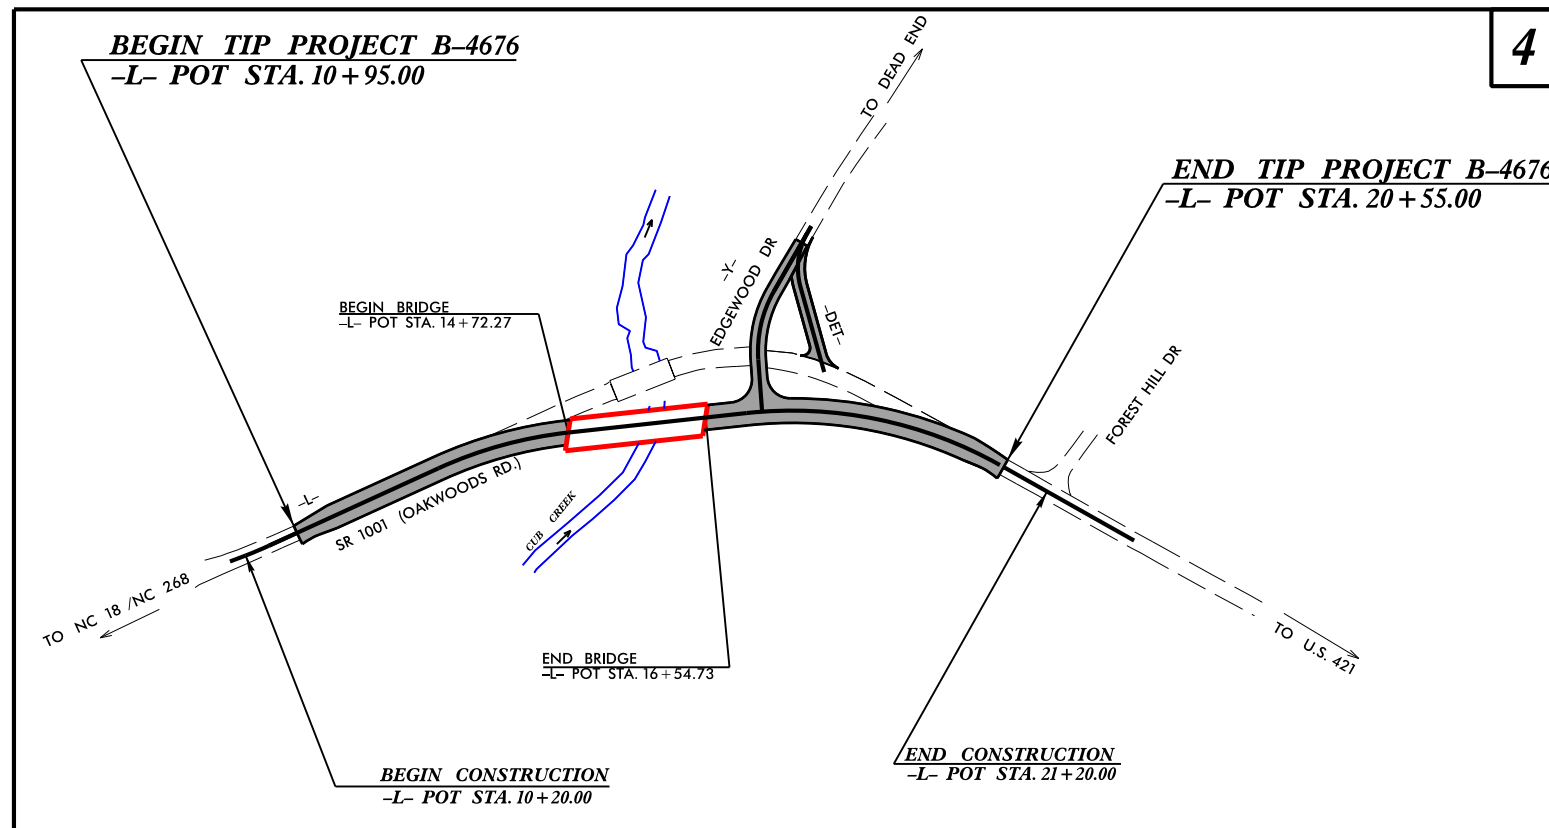 BEGIN TIP PROJECT B–4676
–L– POT STA. 10+95.00
4
TO DEAD END
END TIP PROJECT B–4676
–L– POT STA. 20+55.00
BEGIN BRIDGE
–L– POT STA. 14+72.27
–Y–
EDGEWOOD DR
–DET–
FOREST HILL DR
–L–
SR 1001 (OAKWOODS RD.)
CUB CREEK
TO NC 18 /NC 268
TO U.S. 421
END BRIDGE
–L– POT STA. 16+54.73
BEGIN CONSTRUCTION
–L– POT STA. 10+20.00
END CONSTRUCTION
–L– POT STA. 21+20.00